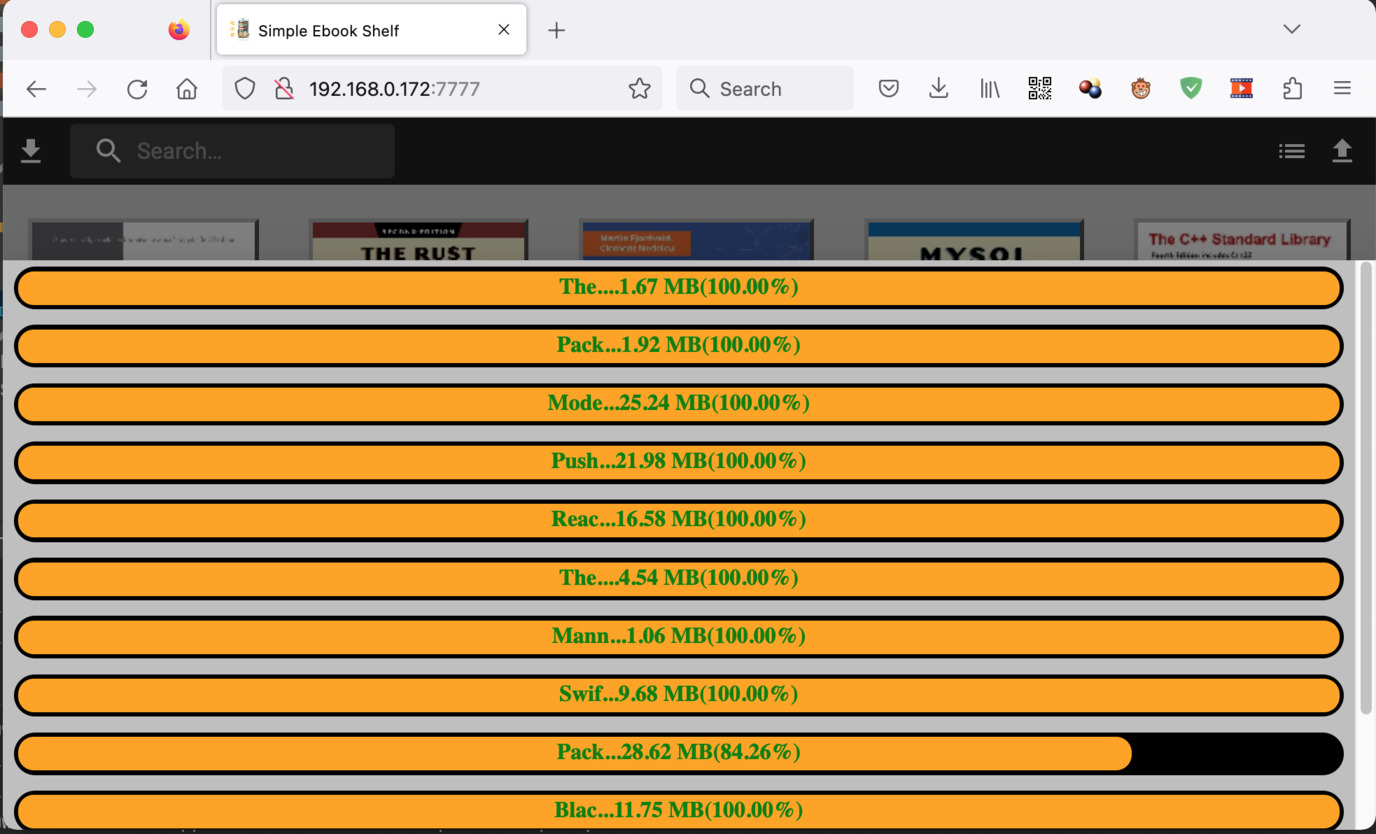 Simple Ebook Shelf
192.168.0.172:7777
Search
Search...
SECOND EDITION
THE RUST
Martin Fjordvald,
Clement Nedelcu
MYSQL
The C++ Standard Library
Fourth Edition includes C++23
The....1.67 MB(100.00%)
Pack...1.92 MB(100.00%)
Mode...25.24 MB(100.00%)
Push...21.98 MB(100.00%)
Reac...16.58 MB(100.00%)
The....4.54 MB(100.00%)
Mann...1.06 MB(100.00%)
Swif...9.68 MB(100.00%)
Pack...28.62 MB(84.26%)
Blac...11.75 MB(100.00%)